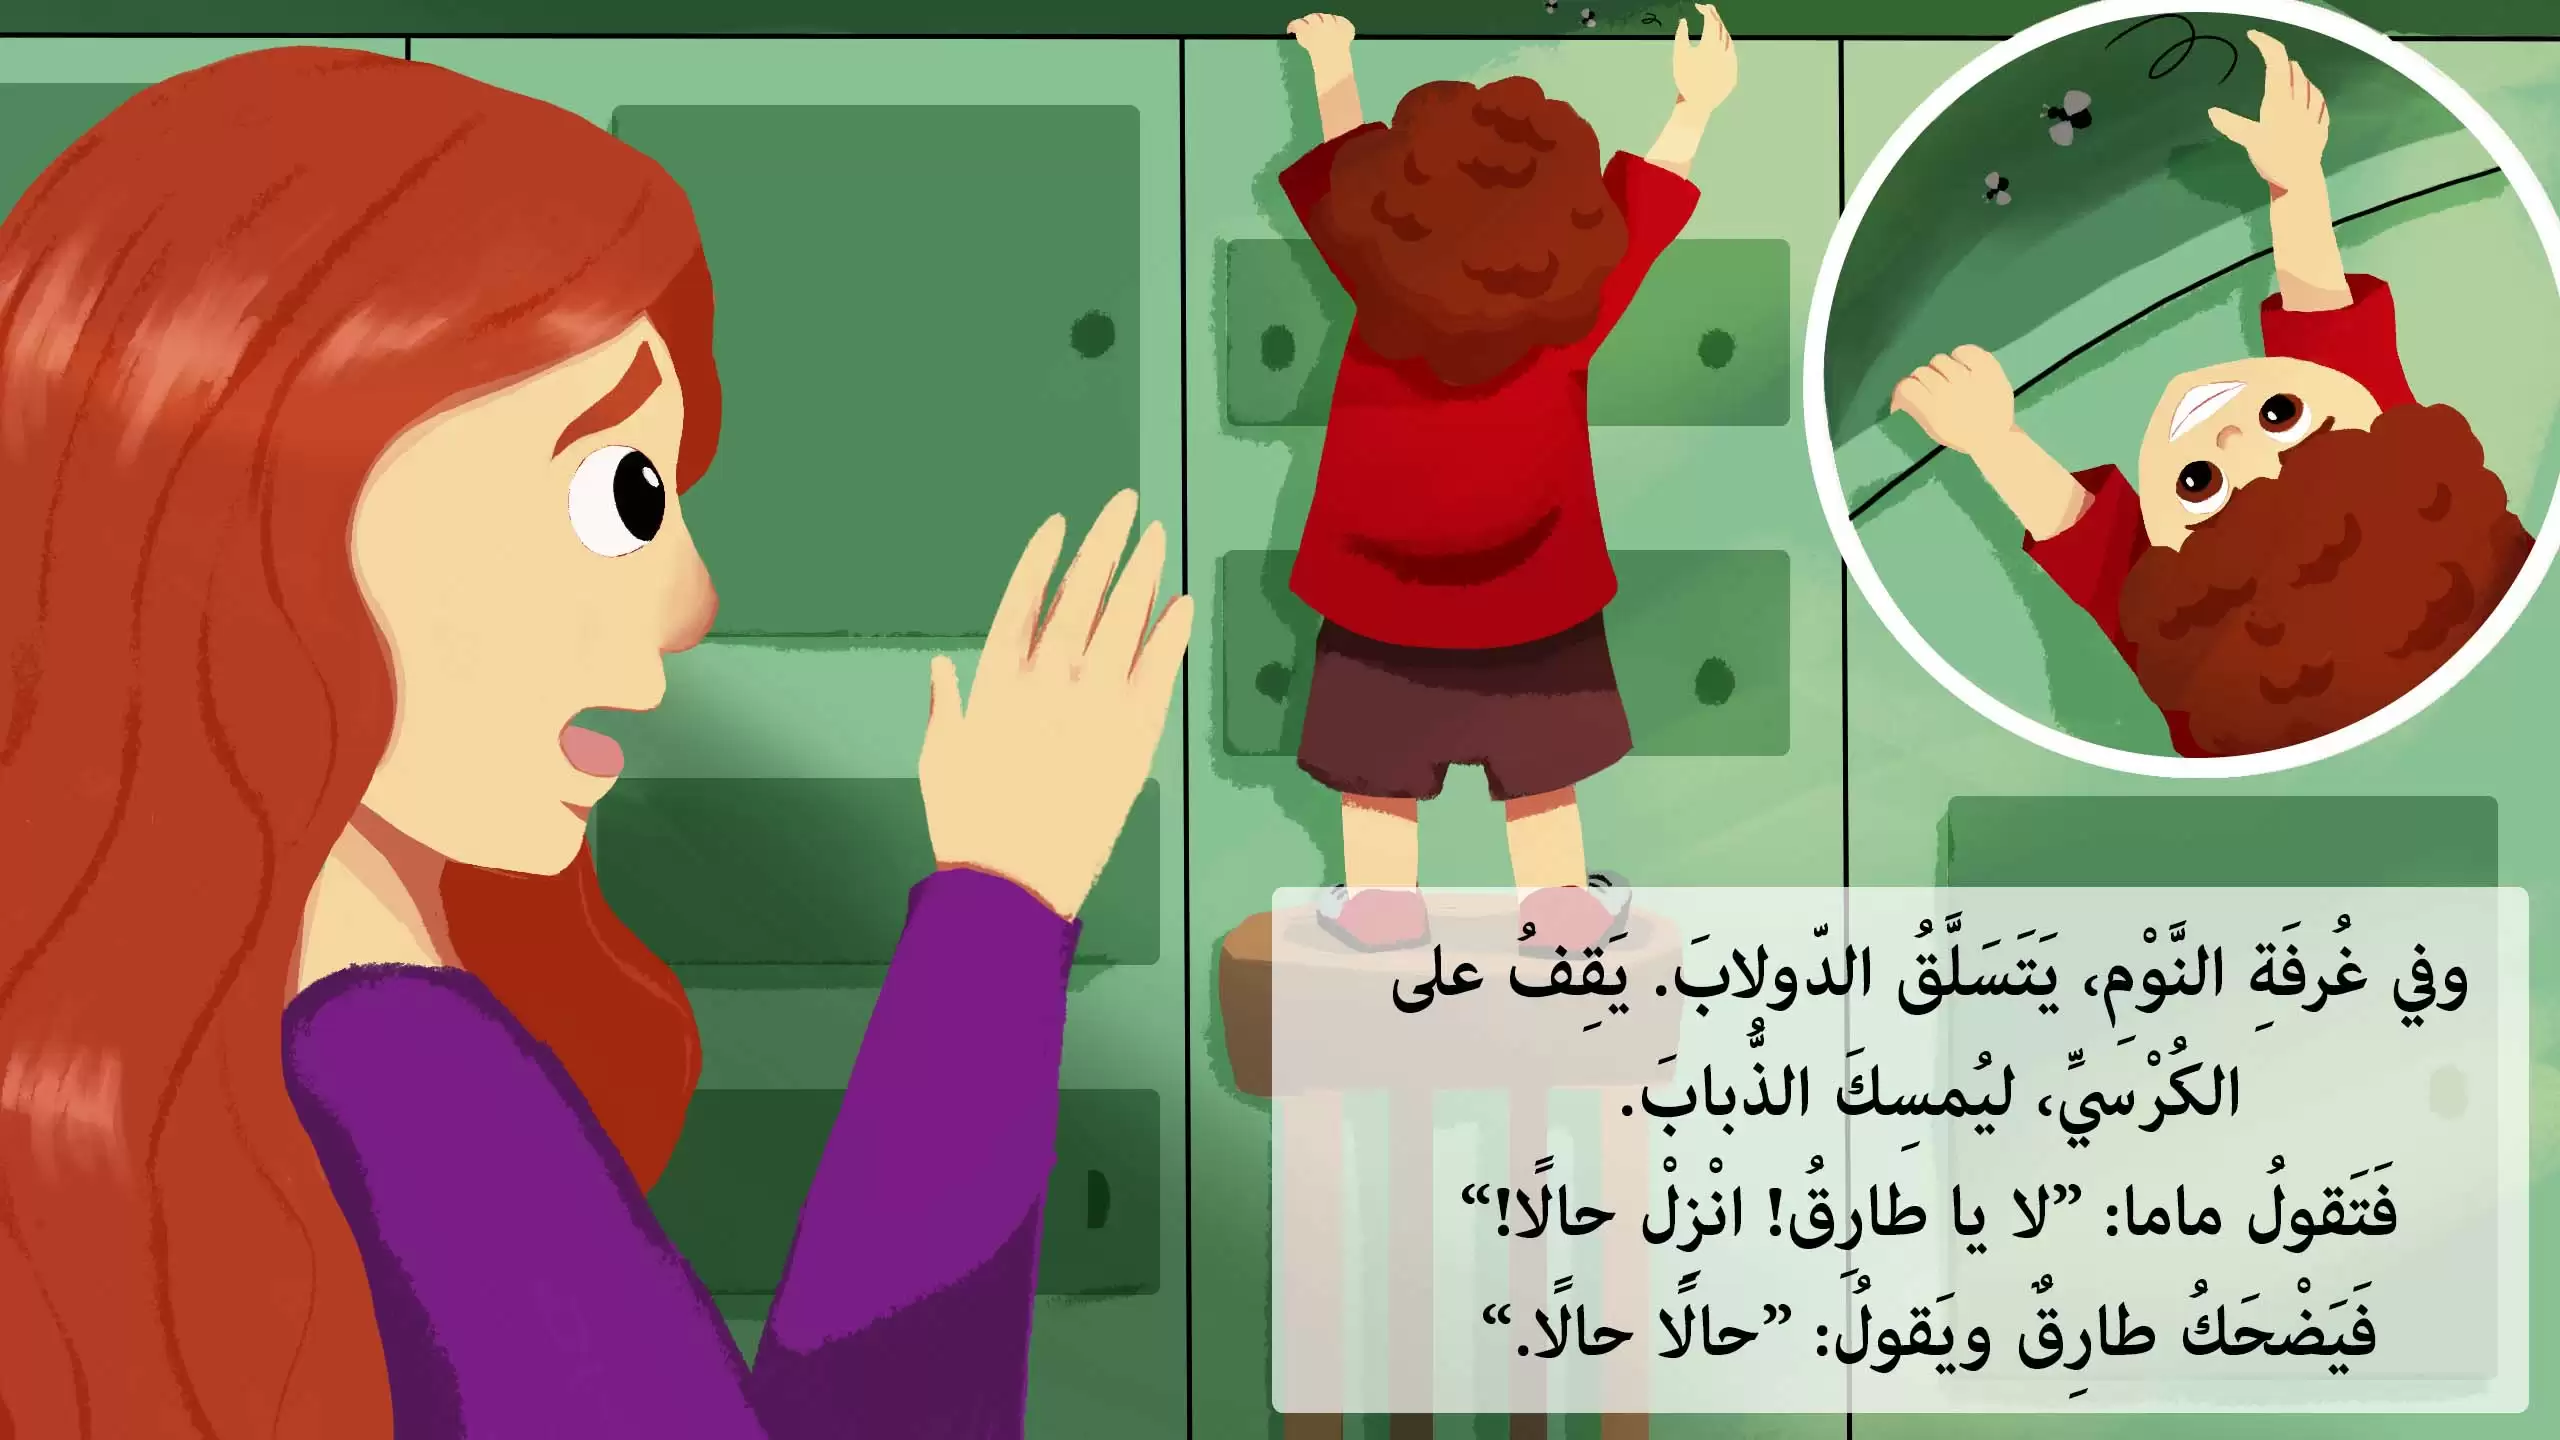 وفي غُرفَةِ النَّوْمِ، يَتَسَلَّقُ الدّولابَ. يَقِفُ على
الكُرْسيِّ، ليُمسِكَ الذُّبابَ.
فَتَقولُ ماما: ”لا يا طارِقُ! انْزِلْ حالًا!“
فَيَضْحَكُ طارِقٌ ويَقولُ: ”حالًا حالًا.“